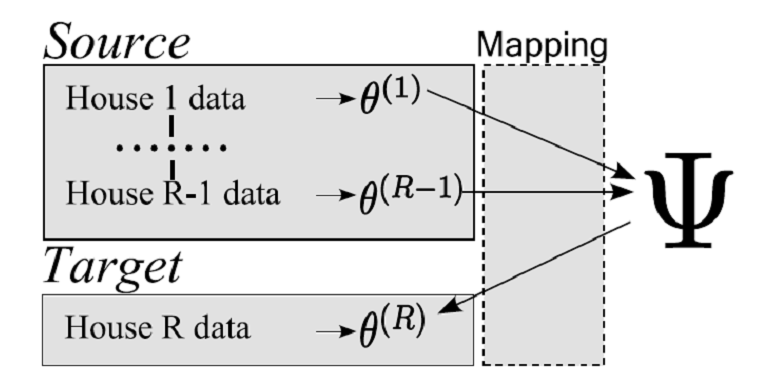 Source
Mapping
House 1 data → θ^(1)
.......
House R-1 data → θ^(R−1)
Ψ
Target
House R data → θ^(R)